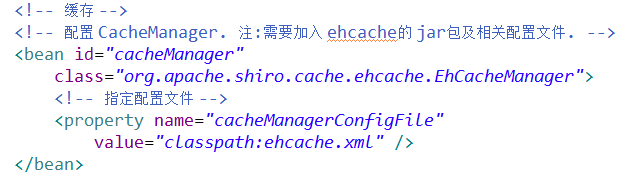 <!-- 缓存 -->
<!-- 配置 CacheManager. 注:需要加入 ehcache的 jar包及相关配置文件. -->
<bean id="cacheManager"
class="org.apache.shiro.cache.ehcache.EhCacheManager">
<!-- 指定配置文件 -->
<property name="cacheManagerConfigFile"
value="classpath:ehcache.xml" />
</bean>